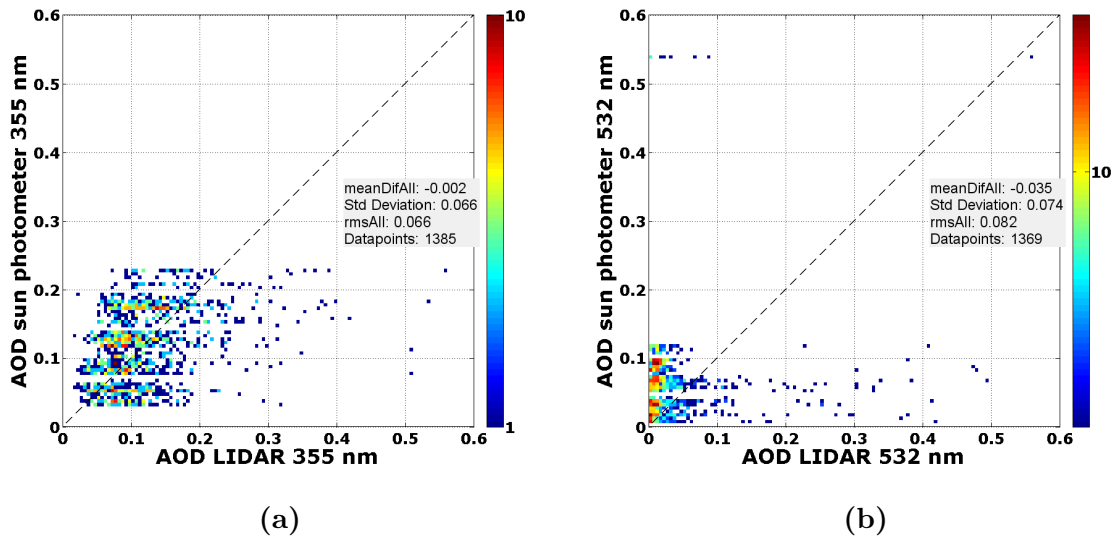 0.6
0.5
0.4
0.3
0.2
0.1
0
AOD sun photometer 355 nm
meanDifAll: -0.002
Std Deviation: 0.066
rmsAll: 0.066
Datapoints: 1385
0 0.1 0.2 0.3 0.4 0.5 0.6
AOD LIDAR 355 nm
10
1
(a)
0.6
0.5
0.4
0.3
0.2
0.1
0
AOD sun photometer 532 nm
meanDifAll: -0.035
Std Deviation: 0.074
rmsAll: 0.082
Datapoints: 1369
0 0.1 0.2 0.3 0.4 0.5 0.6
AOD LIDAR 532 nm
10
(b)